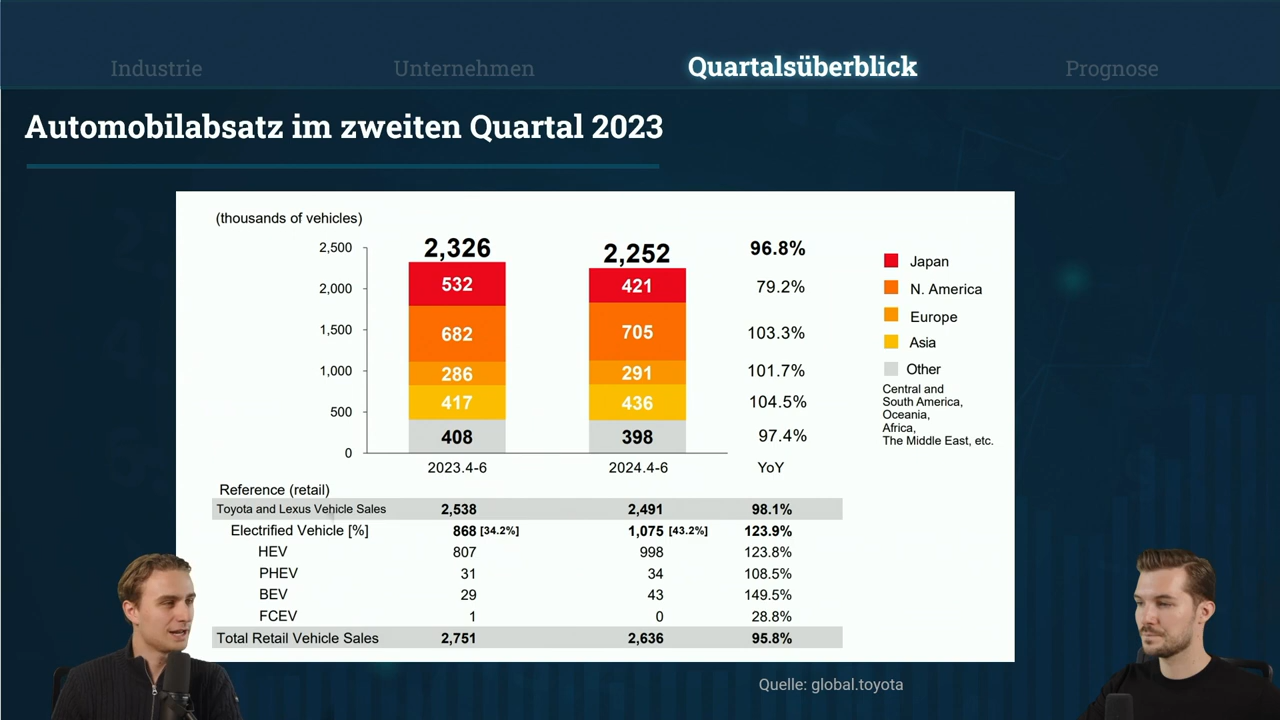 Industrie Unternehmen Quartalsüberblick Prognose
Automobilabsatz im zweiten Quartal 2023
(thousands of vehicles)
2,500 2,326 2,252 96.8%
532 421 79.2% Japan
2,000
682 705 103.3% N. America
1,500
286 291 101.7% Europe
1,000
417 436 104.5% Asia
500
408 398 97.4% Other
Central and
South America,
Oceania,
Africa,
The Middle East, etc.
0
2023.4-6 2024.4-6 YoY
Reference (retail)
Toyota and Lexus Vehicle Sales 2,538 2,491 98.1%
Electrified Vehicle [%] 868 [34.2%] 1,075 [43.2%] 123.9%
HEV 807 998 123.8%
PHEV 31 34 108.5%
BEV 29 43 149.5%
FCEV 1 0 28.8%
Total Retail Vehicle Sales 2,751 2,636 95.8%
Quelle: global.toyota